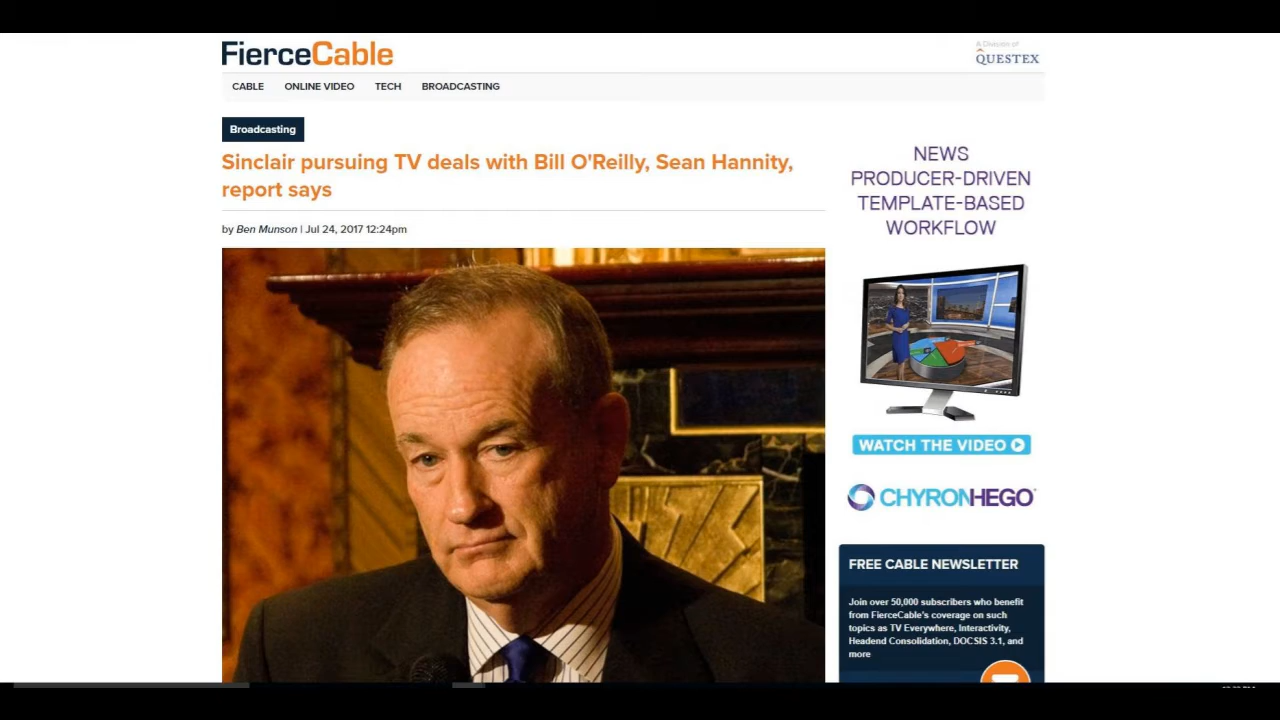 FierceCable
A Division of
QUESTEX
CABLE
ONLINE VIDEO
TECH
BROADCASTING
Broadcasting
Sinclair pursuing TV deals with Bill O'Reilly, Sean Hannity,
report says
by Ben Munson | Jul 24, 2017 12:24pm
NEWS
PRODUCER-DRIVEN
TEMPLATE-BASED
WORKFLOW
WATCH THE VIDEO
CHYRONHEGO
FREE CABLE NEWSLETTER
Join over 50,000 subscribers who benefit
from FierceCable's coverage on such
topics as TV Everywhere, Interactivity,
Headend Consolidation, DOCSIS 3.1, and
more